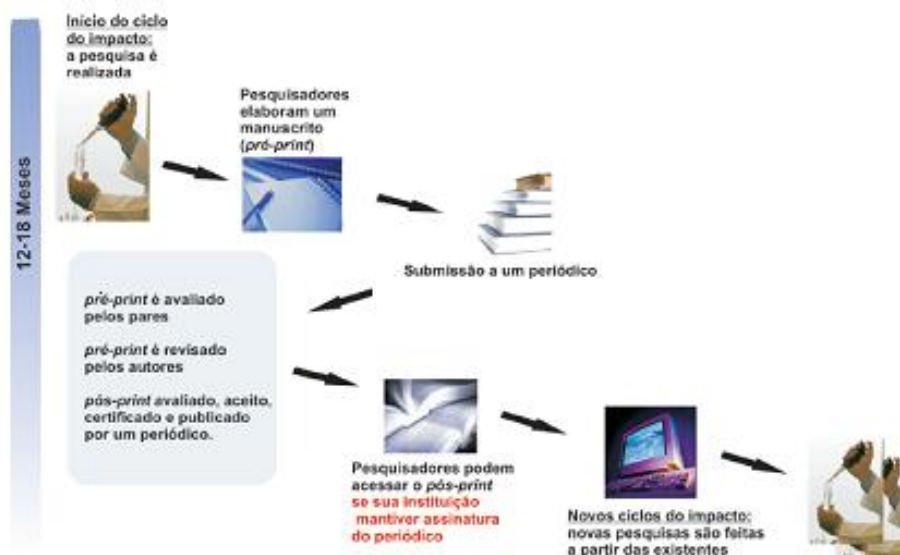 Início do ciclo
do impacto:
a pesquisa é
realizada
12-18 Meses
Pesquisadores
elaboram um
manuscrito
(pré-print)
Submissão a um periódico
pré-print é avaliado
pelos pares
pré-print é revisado
pelos autores
pós-print avaliado, aceito,
certificado e publicado
por um periódico.
Pesquisadores podem
acessar o pós-print
se sua instituição
mantiver assinatura
do periódico
Novos ciclos do impacto:
novas pesquisas são feitas
a partir das existentes